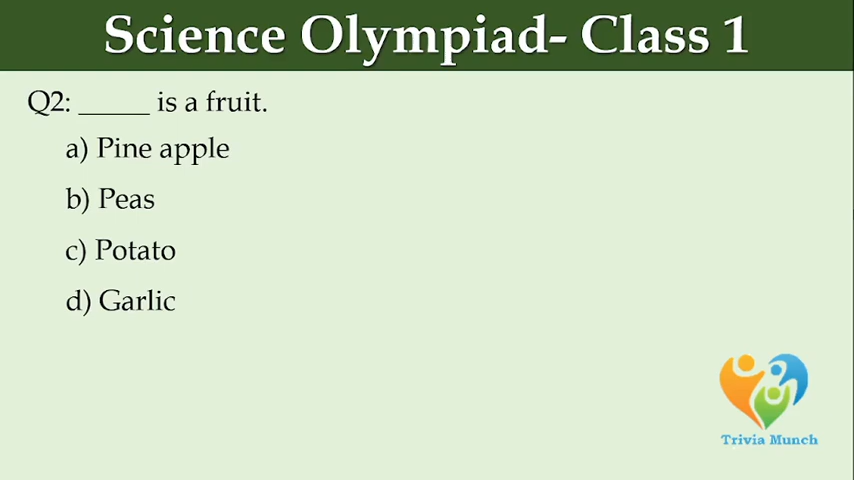 Science Olympiad- Class 1
Q2: _____ is a fruit.
a) Pine apple
b) Peas
c) Potato
d) Garlic
Trivia Munch